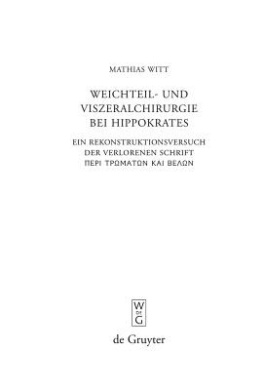 MATHIAS WITT
WEICHTEIL- UND
VISZERALCHIRURGIE
BEI HIPPOKRATES
EIN REKONSTRUKTIONSVERSUCH
DER VERLORENEN SCHRIFT
ΠΕΡΙ ΤΡΩΜΑΤΩΝ ΚΑΙ ΒΕΛΩΝ
W
DE
G
de Gruyter